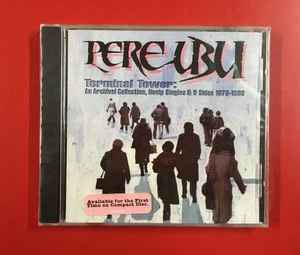 PERE UBU
Terminal Tower:
An Archival Collection, Nonlp Singles & B Sides 1975-1980
Available for the First
Time on Compact Disc.